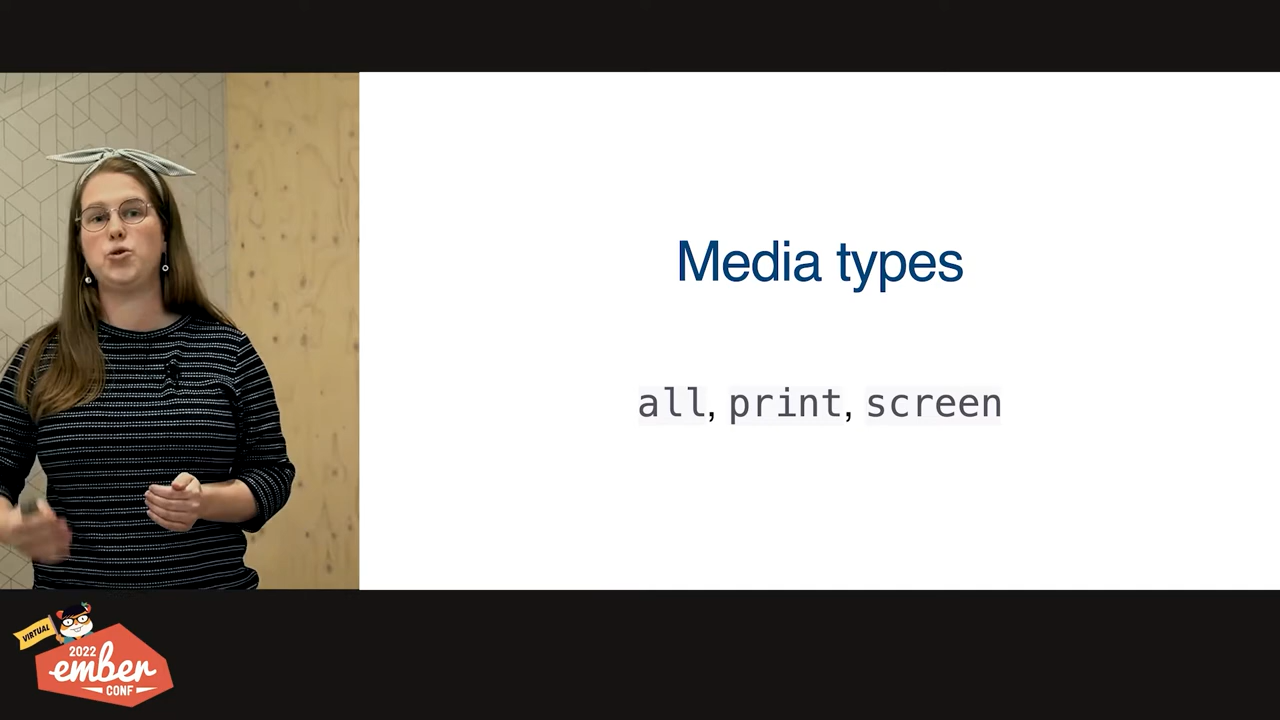 Media types
all, print, screen
VIRTUAL
2022
ember
CONF